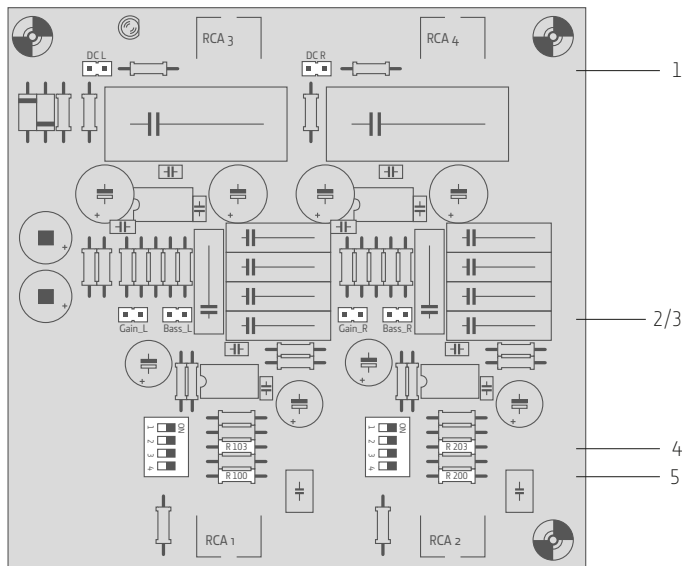 RCA 3
RCA 4
DC L
DC R
1
Gain_L
Bass_L
Gain_R
Bass_R
2/3
ON
1
2
3
4
ON
1
2
3
4
R 103
R 203
4
R 100
R 200
5
RCA 1
RCA 2